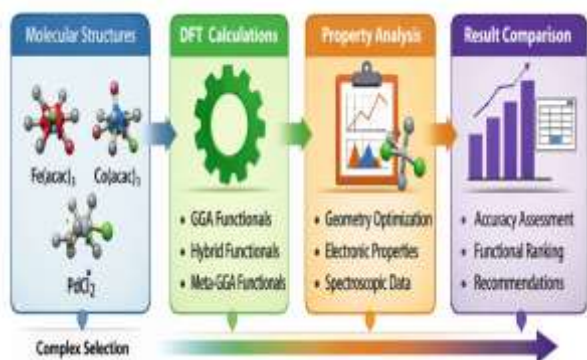 Molecular Structures
DFT Calculations
Property Analysis
Result Comparison
Fe(acac)₃
Co(acac)₃
PdCl₂
• GGA Functionals
• Hybrid Functionals
• Meta-GGA Functionals
• Geometry Optimization
• Electronic Properties
• Spectroscopic Data
• Accuracy Assessment
• Functional Ranking
• Recommendations
Complex Selection